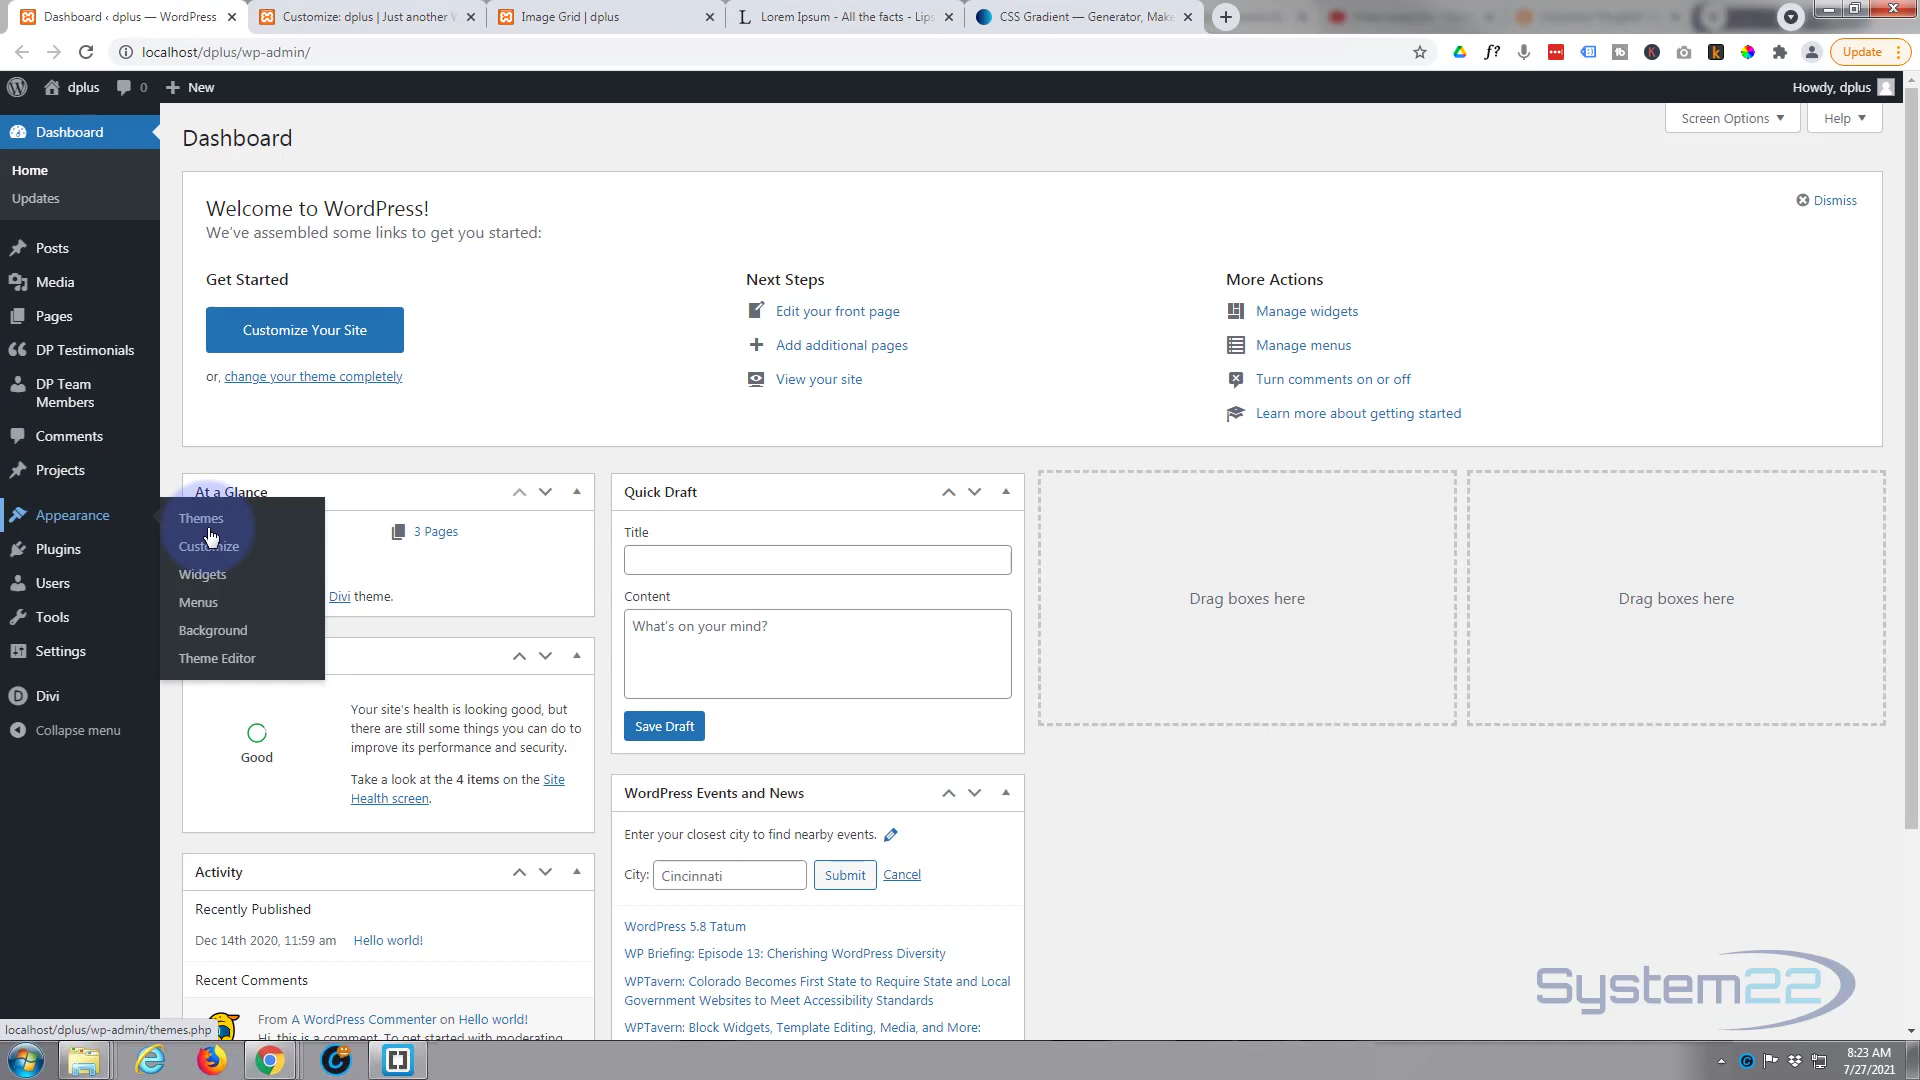 Dashboard ‹ dplus — WordPress
Customize: dplus | Just another W
Image Grid | dplus
Lorem Ipsum - All the facts - Lips
CSS Gradient — Generator, Make
localhost/dplus/wp-admin/
Update
dplus
0
New
Howdy, dplus
Dashboard
Home
Updates
Posts
Media
Pages
DP Testimonials
DP Team
Members
Comments
Projects
Appearance
Plugins
Users
Tools
Settings
Divi
Collapse menu
Themes
Customize
Widgets
Menus
Background
Theme Editor
Dashboard
Screen Options
Help
Welcome to WordPress!
We've assembled some links to get you started:
Dismiss
Get Started
Customize Your Site
or, change your theme completely
Next Steps
Edit your front page
Add additional pages
View your site
More Actions
Manage widgets
Manage menus
Turn comments on or off
Learn more about getting started
At a Glance
3 Pages
Divi theme.
Good
Your site's health is looking good, but
there are still some things you can do to
improve its performance and security.
Take a look at the 4 items on the Site
Health screen.
Activity
Recently Published
Dec 14th 2020, 11:59 am Hello world!
Recent Comments
From A WordPress Commenter on Hello world!
Hi, this is a comment. To get started with moderating,
Quick Draft
Title
Content
What's on your mind?
Save Draft
WordPress Events and News
Enter your closest city to find nearby events.
City: Cincinnati Submit Cancel
WordPress 5.8 Tatum
WP Briefing: Episode 13: Cherishing WordPress Diversity
WPTavern: Colorado Becomes First State to Require State and Local
Government Websites to Meet Accessibility Standards
WPTavern: Block Widgets, Template Editing, Media, and More:
Drag boxes here
Drag boxes here
System22
localhost/dplus/wp-admin/themes.php
8:23 AM
7/27/2021